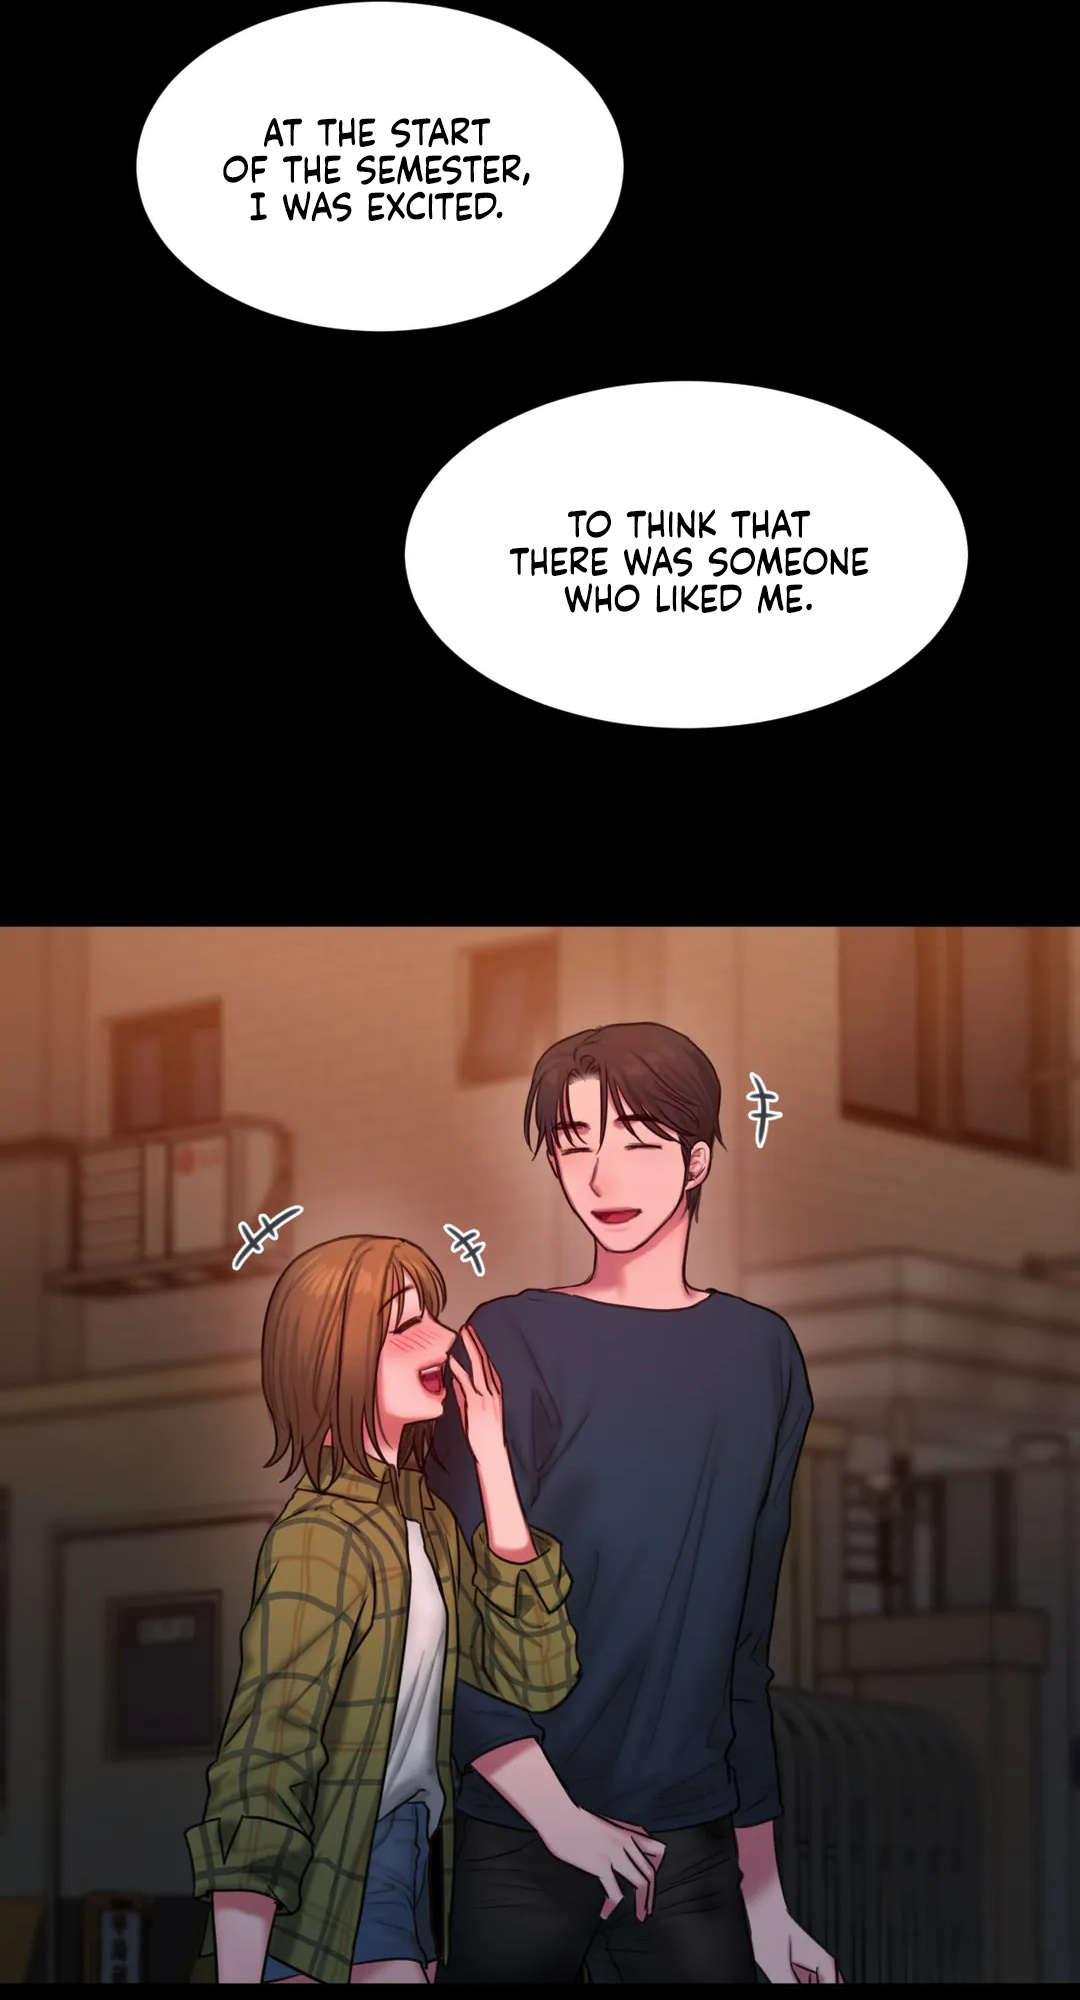 AT THE START
OF THE SEMESTER,
I WAS EXCITED.
TO THINK THAT
THERE WAS SOMEONE
WHO LIKED ME.